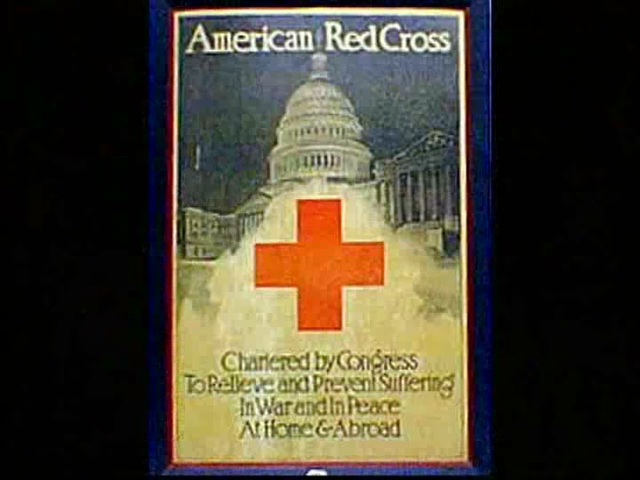 American Red Cross
Chartered by Congress
To Relieve and Prevent Suffering
In War and In Peace
At Home & Abroad